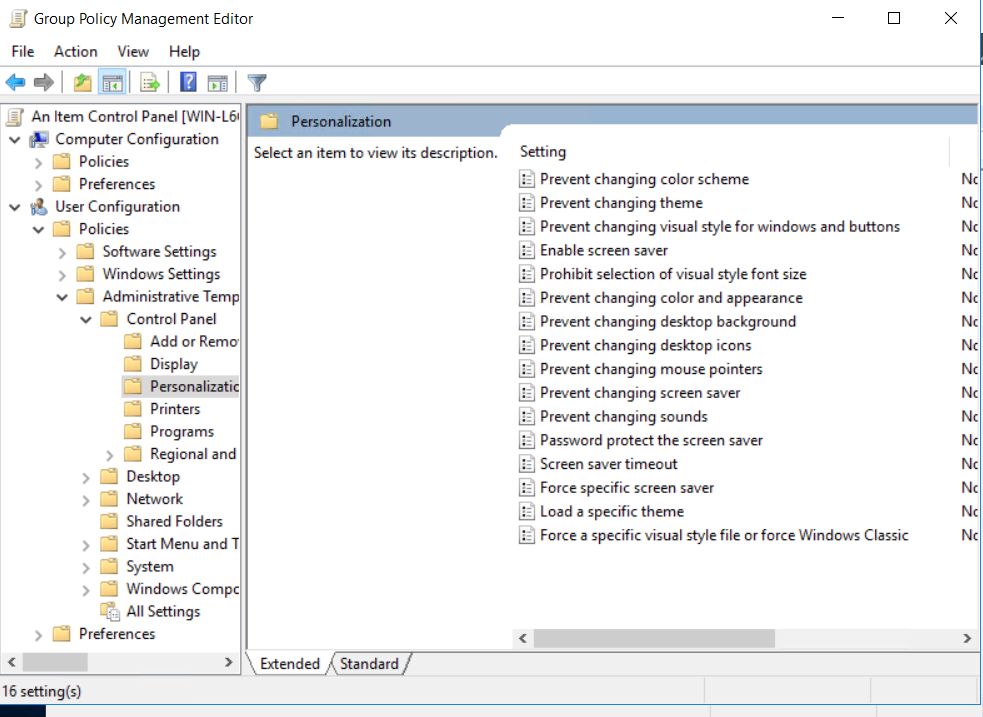 Group Policy Management Editor
File Action View Help
An Item Control Panel [WIN-L6
Computer Configuration
Policies
Preferences
User Configuration
Policies
Software Settings
Windows Settings
Administrative Temp
Control Panel
Add or Remo
Display
Personalizatic
Printers
Programs
Regional and
Desktop
Network
Shared Folders
Start Menu and T
System
Windows Compo
All Settings
Preferences
Personalization
Select an item to view its description.
Setting
Prevent changing color scheme No
Prevent changing theme No
Prevent changing visual style for windows and buttons No
Enable screen saver No
Prohibit selection of visual style font size No
Prevent changing color and appearance No
Prevent changing desktop background No
Prevent changing desktop icons No
Prevent changing mouse pointers No
Prevent changing screen saver No
Prevent changing sounds No
Password protect the screen saver No
Screen saver timeout No
Force specific screen saver No
Load a specific theme No
Force a specific visual style file or force Windows Classic No
Extended Standard
16 setting(s)